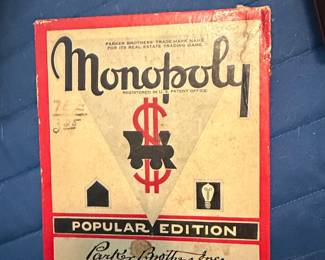 PARKER BROTHERS TRADE MARK NAME
FOR ITS REAL ESTATE TRADING GAME
Monopoly
REGISTERED IN U.S. PATENT OFFICE
$
POPULAR EDITION
Parker Brothers Inc